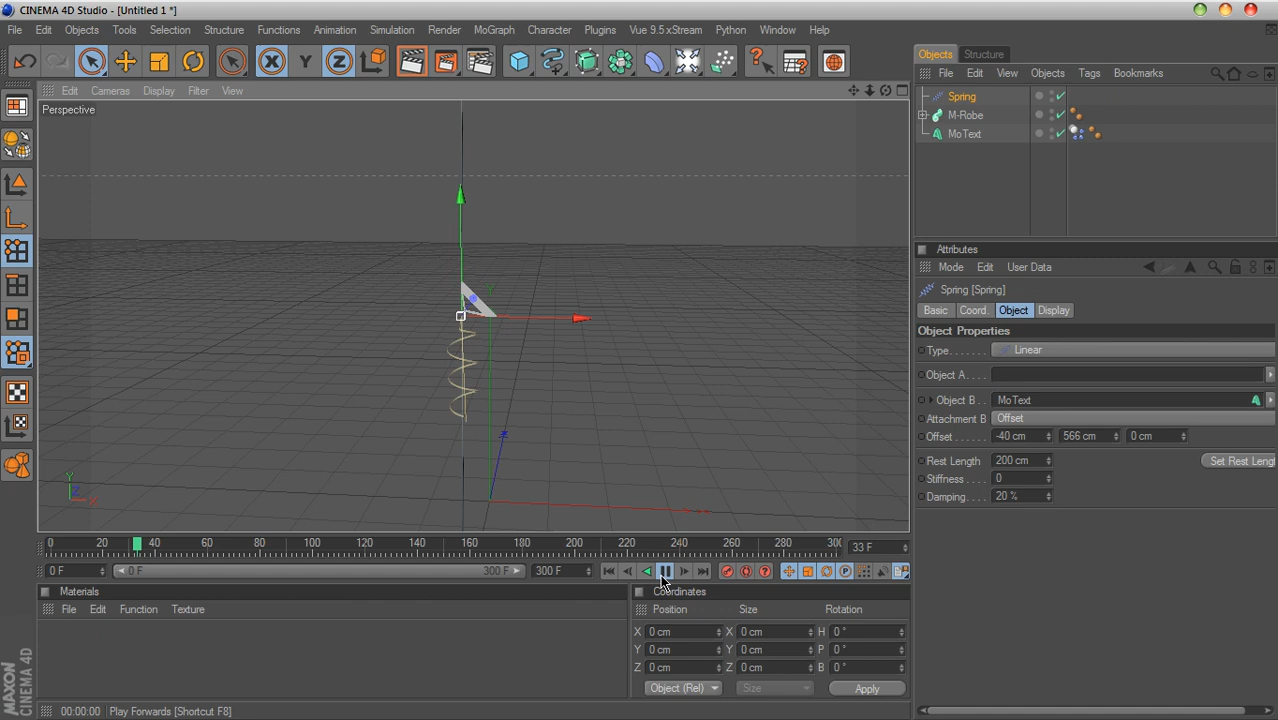 CINEMA 4D Studio - [Untitled 1 *]
File Edit Objects Tools Selection Structure Functions Animation Simulation Render MoGraph Character Plugins Vue 9.5 xStream Python Window Help
X Y Z
Edit Cameras Display Filter View
Perspective
Y
Z
Y
Z
X
X
Objects Structure
File Edit View Objects Tags Bookmarks
Spring
M-Robe
MoText
Attributes
Mode Edit User Data
Spring [Spring]
Basic Coord. Object Display
Object Properties
Type. . . . . . . Linear
Object A. . . .
Object B. . . MoText
Attachment B Offset
Offset. . . . . . -40 cm 566 cm 0 cm
Rest Length 200 cm Set Rest Lengt
Stiffness. . . . 0
Damping. . . . 20 %
0 20 40 60 80 100 120 140 160 180 200 220 240 260 280 30(
33 F
0 F 0 F 300 F 300 F
Materials
File Edit Function Texture
Coordinates
Position Size Rotation
X 0 cm X 0 cm H 0 °
Y 0 cm Y 0 cm P 0 °
Z 0 cm Z 0 cm B 0 °
Object (Rel) Size Apply
MAXON
CINEMA 4D
00:00:00 Play Forwards [Shortcut F8]